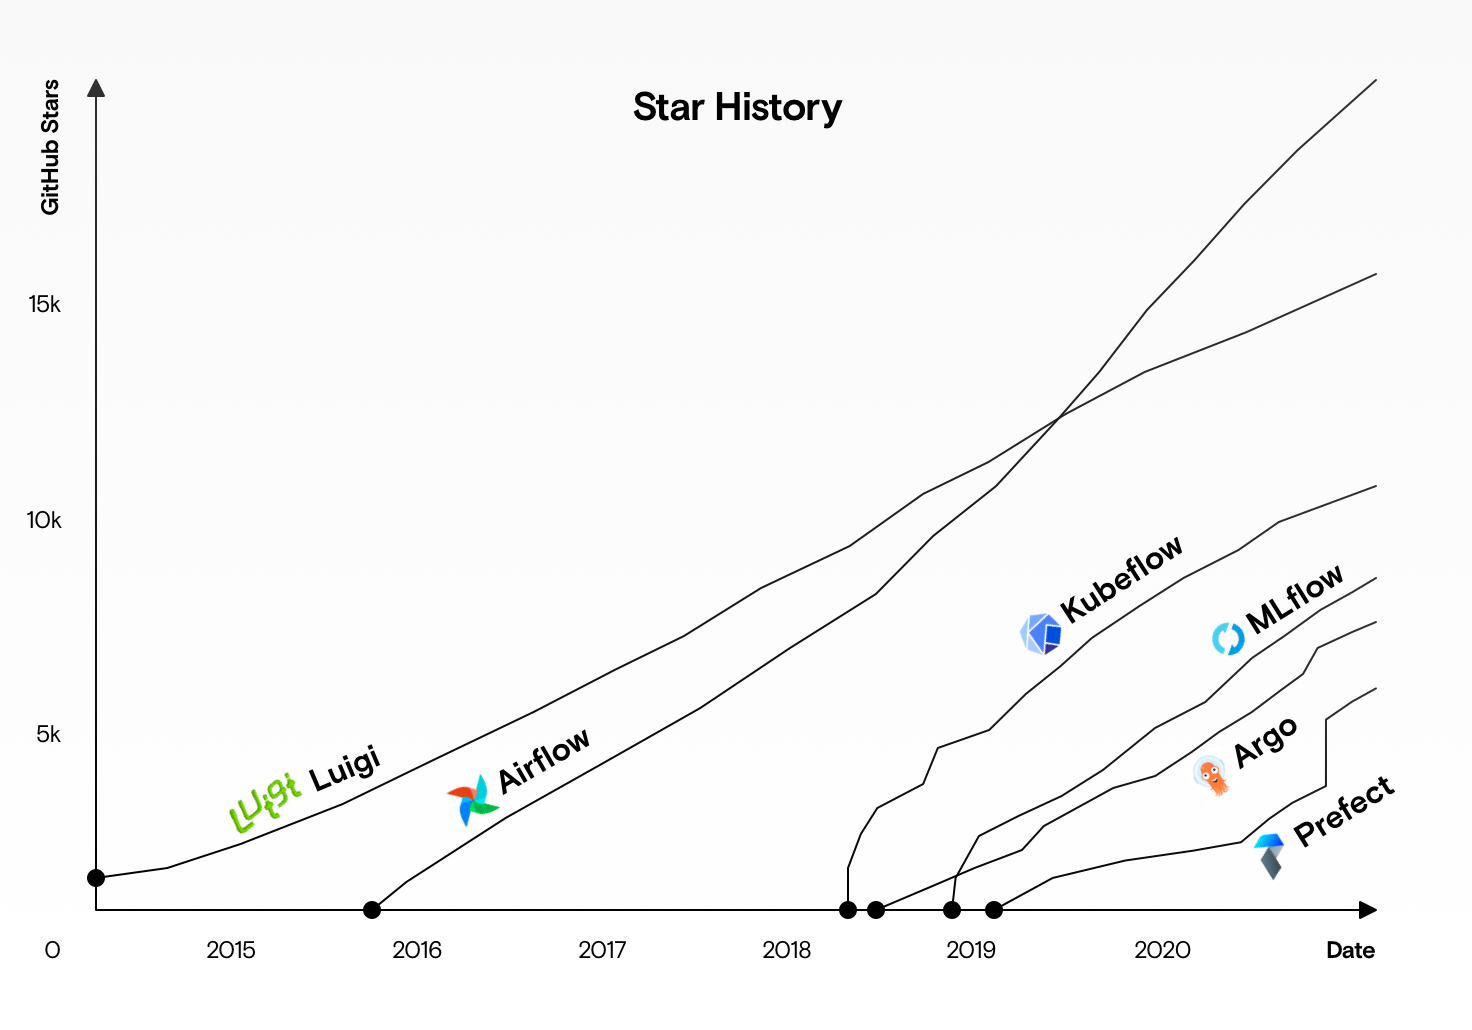 Star History
GitHub Stars
15k
10k
5k
0
Luigi Luigi
Airflow
Kubeflow
MLflow
Argo
Prefect
2015 2016 2017 2018 2019 2020 Date